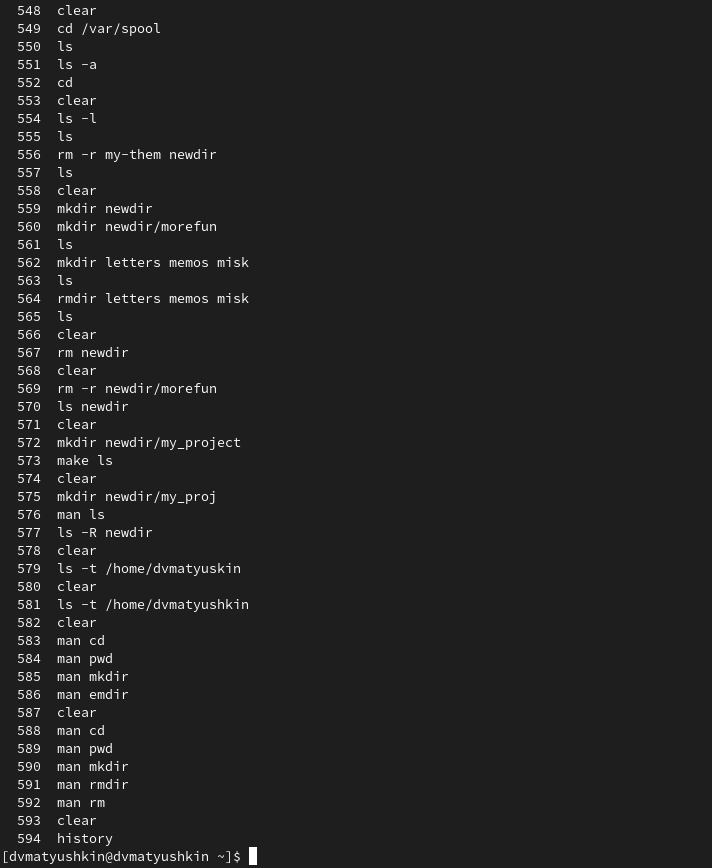 548  clear
549  cd /var/spool
550  ls
551  ls -a
552  cd
553  clear
554  ls -l
555  ls
556  rm -r my-them newdir
557  ls
558  clear
559  mkdir newdir
560  mkdir newdir/morefun
561  ls
562  mkdir letters memos misk
563  ls
564  rmdir letters memos misk
565  ls
566  clear
567  rm newdir
568  clear
569  rm -r newdir/morefun
570  ls newdir
571  clear
572  mkdir newdir/my_project
573  make ls
574  clear
575  mkdir newdir/my_proj
576  man ls
577  ls -R newdir
578  clear
579  ls -t /home/dvmatyuskin
580  clear
581  ls -t /home/dvmatyushkin
582  clear
583  man cd
584  man pwd
585  man mkdir
586  man emdir
587  clear
588  man cd
589  man pwd
590  man mkdir
591  man rmdir
592  man rm
593  clear
594  history
[dvmatyushkin@dvmatyushkin ~]$